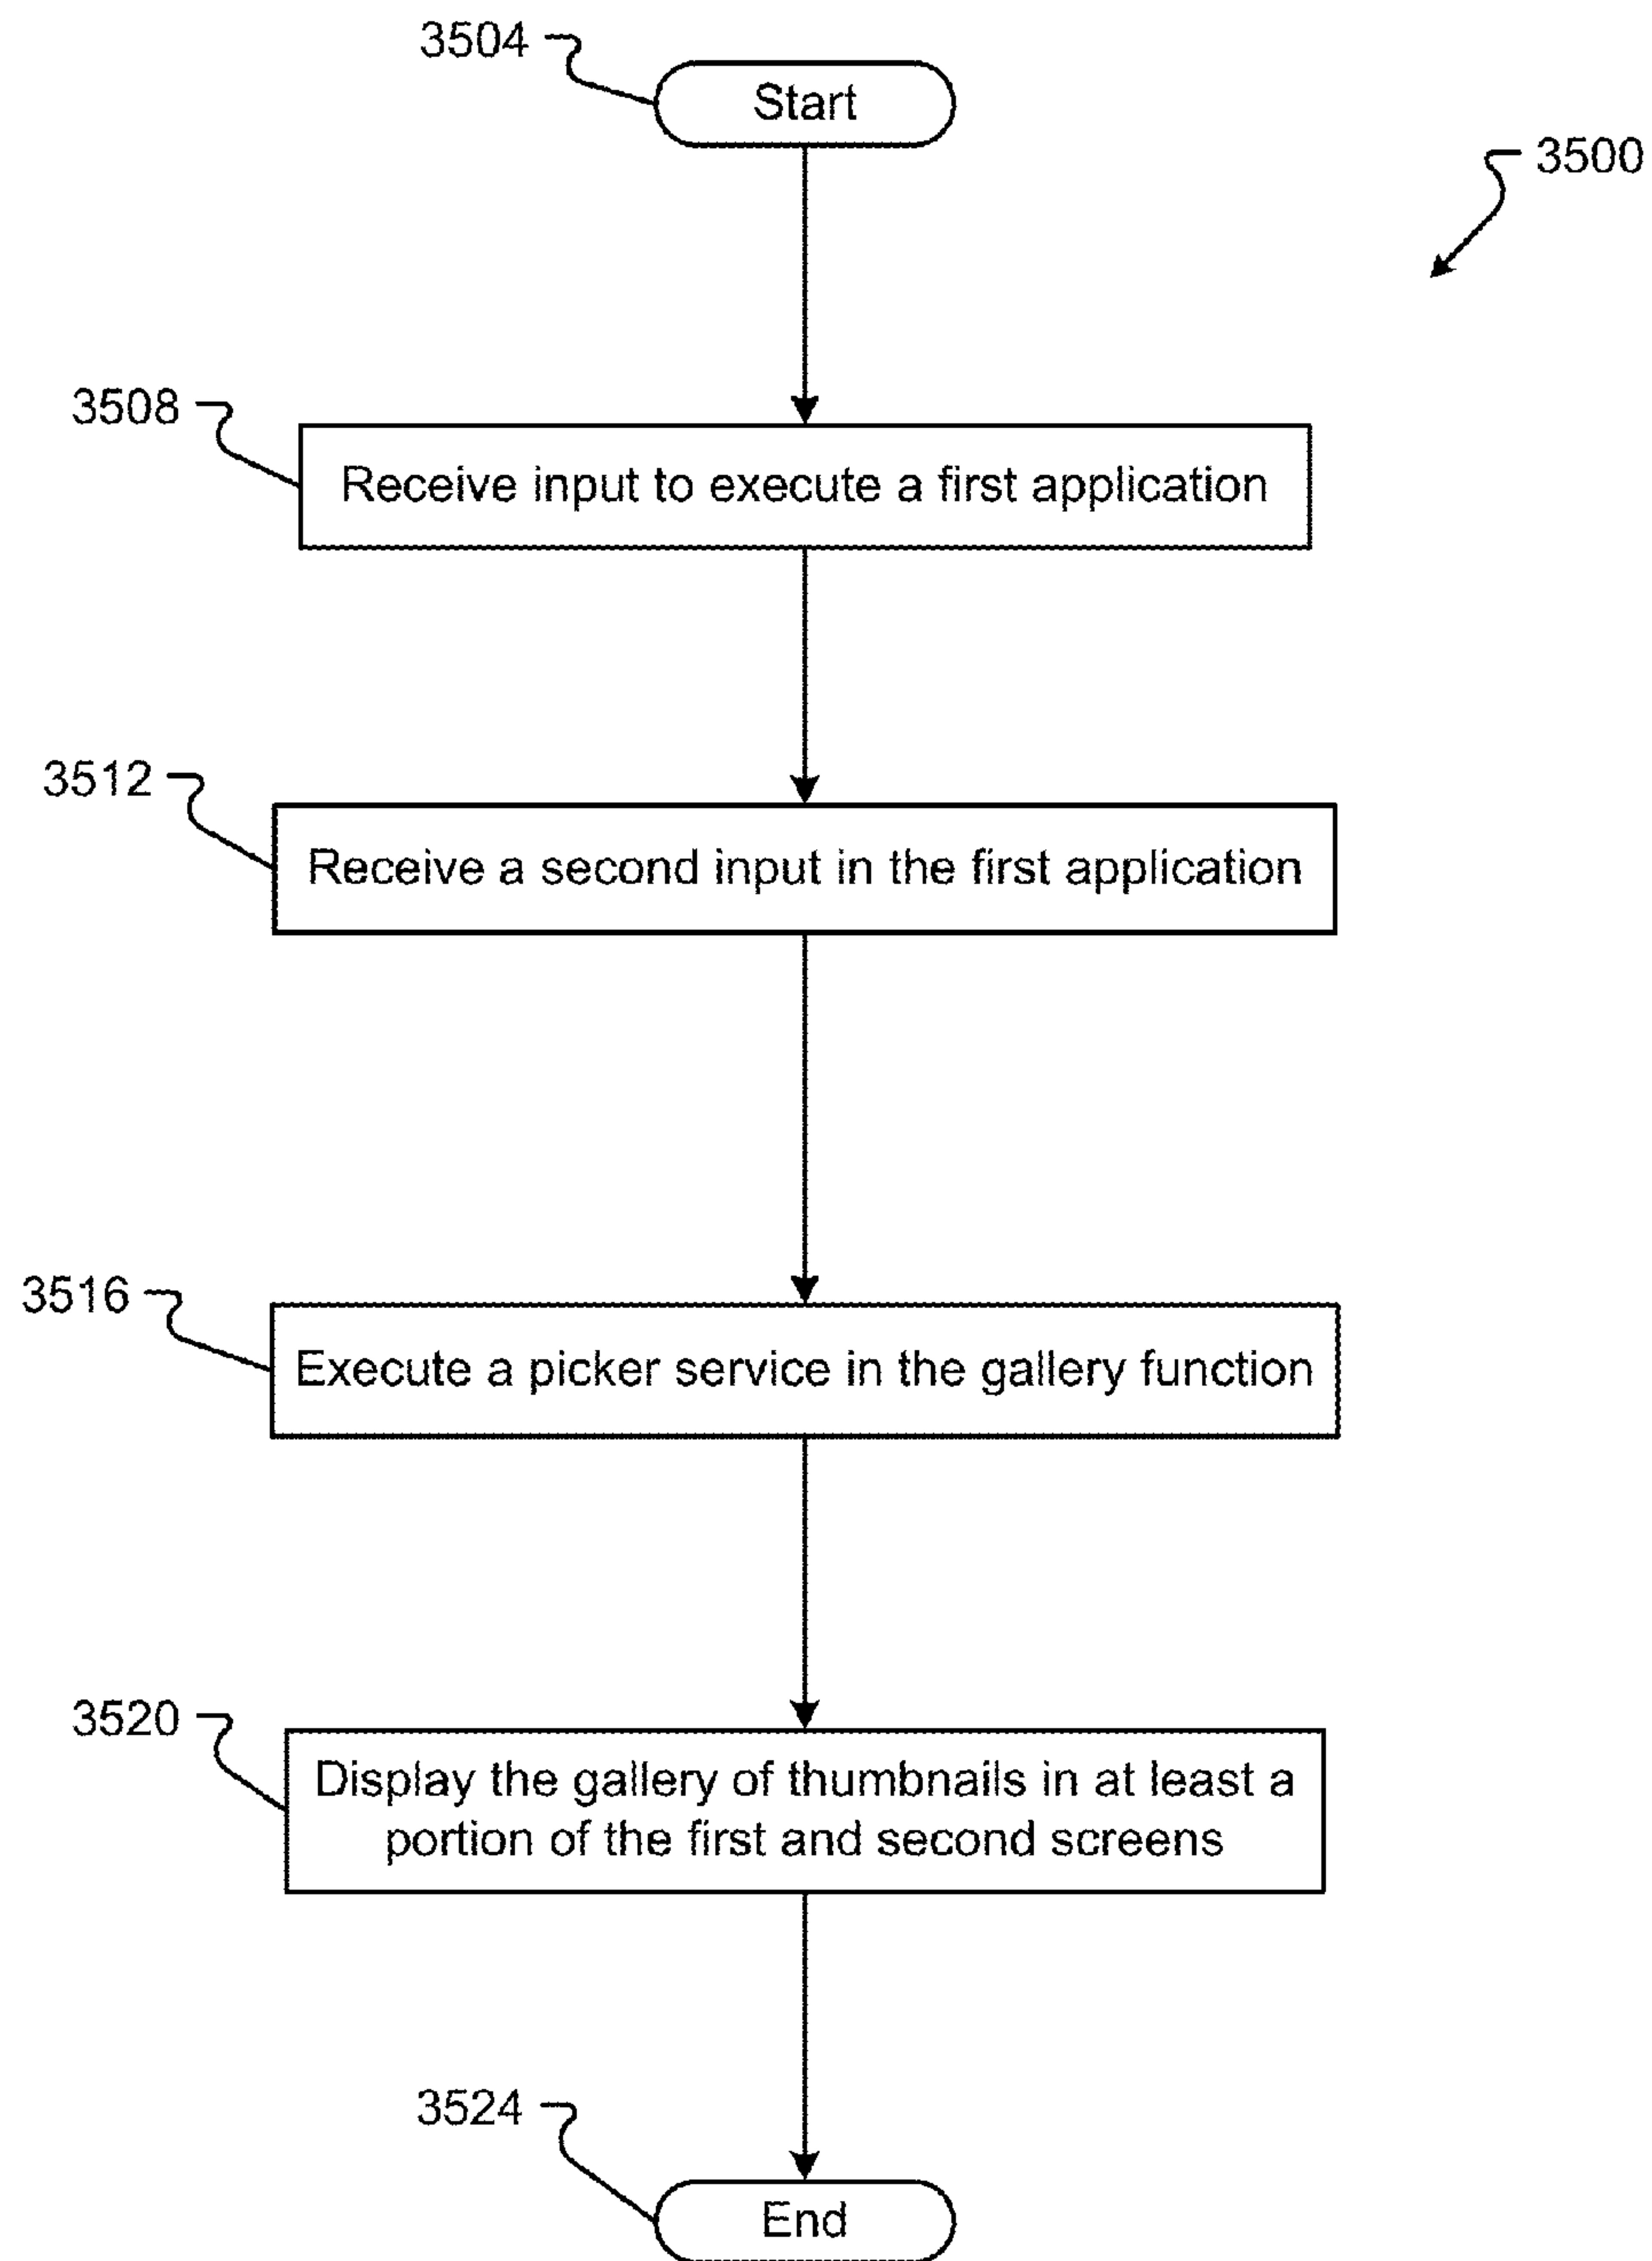 3504
Start
3500
3508
Receive input to execute a first application
3512
Receive a second input in the first application
3516
Execute a picker service in the gallery function
3520
Display the gallery of thumbnails in at least a
portion of the first and second screens
3524
End